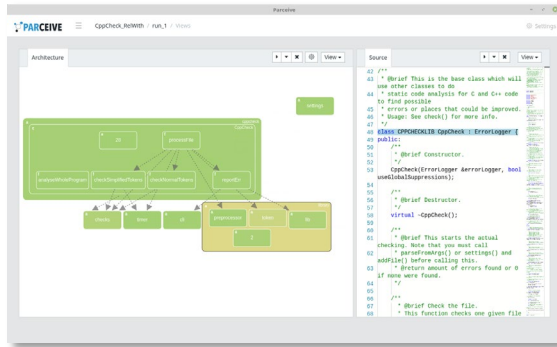 Parceive
PARCEIVE
CppCheck_RelWith / run_1 / Views
Settings
Architecture
View
Source
View
settings
cppcheck
CppCheck
processFile
analyseWholeProgram
checkSimplifiedTokens
checkNormalTokens
reportErr
checks
timer
preprocessor
42 /**
43  * @brief This is the base class which will
use other classes to do
44  * static code analysis for C and C++ code
to find possible
45  * errors or places that could be improved.
46  * Usage: See check() for more info.
47  */
48 class CPPCHECKLIB CppCheck : ErrorLogger {
49 public:
50     /**
51      * @brief Constructor.
52      */
53     CppCheck(ErrorLogger &errorLogger, bool
useGlobalSuppressions);
54
55     /**
56      * @brief Destructor.
57      */
58     virtual ~CppCheck();
59
60     /**
61      * @brief This starts the actual
checking. Note that you must call
62      * parseFromArgs() or settings() and
addFile() before calling this.
63      * @return amount of errors found or 0
if none were found.
64      */
65
66     /**
67      * @brief Check the file.
68      * This function checks one given file